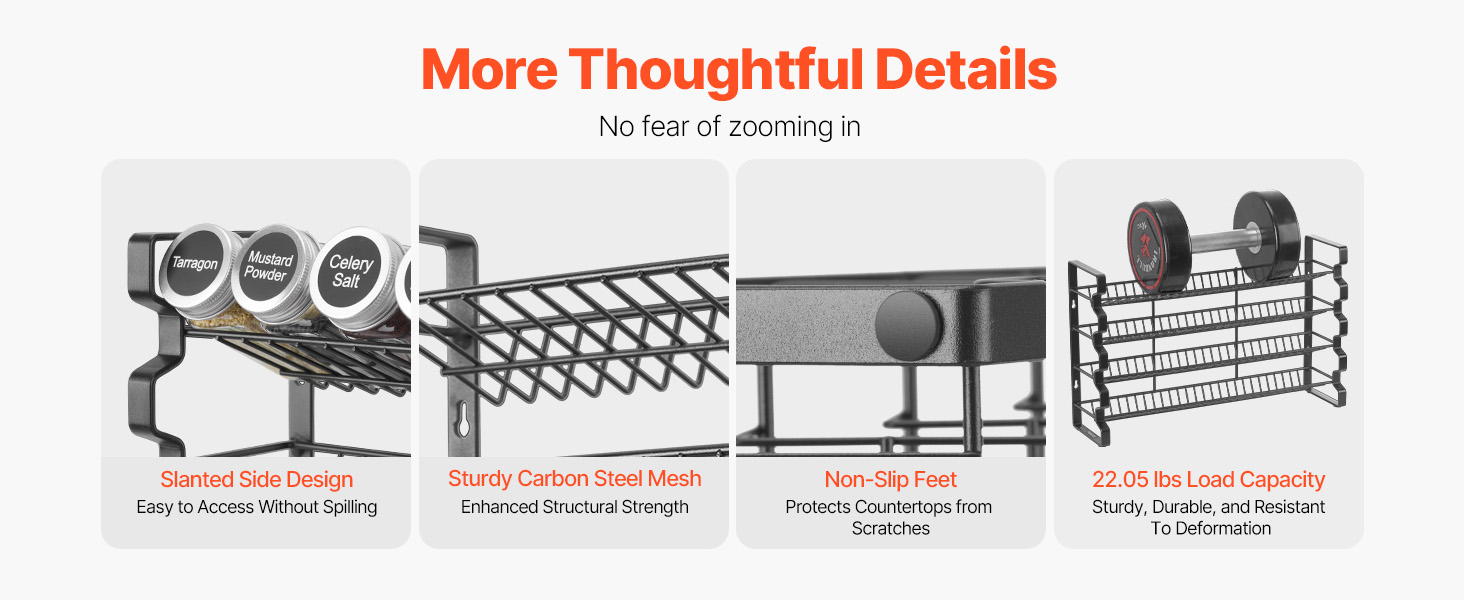 More Thoughtful Details
No fear of zooming in
Tarragon
Mustard
Powder
Celery
Salt
Slanted Side Design
Easy to Access Without Spilling
Sturdy Carbon Steel Mesh
Enhanced Structural Strength
Non-Slip Feet
Protects Countertops from
Scratches
22.05 lbs Load Capacity
Sturdy, Durable, and Resistant
To Deformation